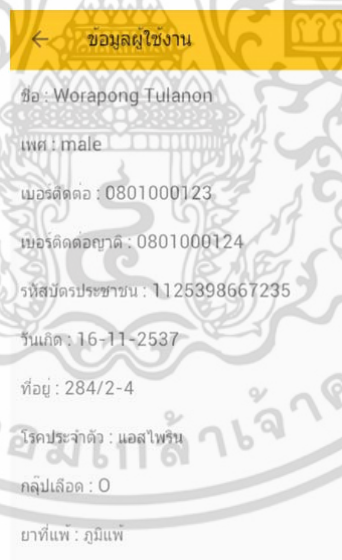 ← ข้อมูลผู้ใช้งาน
ชื่อ : Worapong Tulanon
เพศ : male
เบอร์ติดต่อ : 0801000123
เบอร์ติดต่อญาติ : 0801000124
รหัสบัตรประชาชน : 1125398667235
วันเกิด : 16-11-2537
ที่อยู่ : 284/2-4
โรคประจำตัว : แอสไพริน
กลุ๊ปเลือด : O
ยาที่แพ้ : ภูมิแพ้